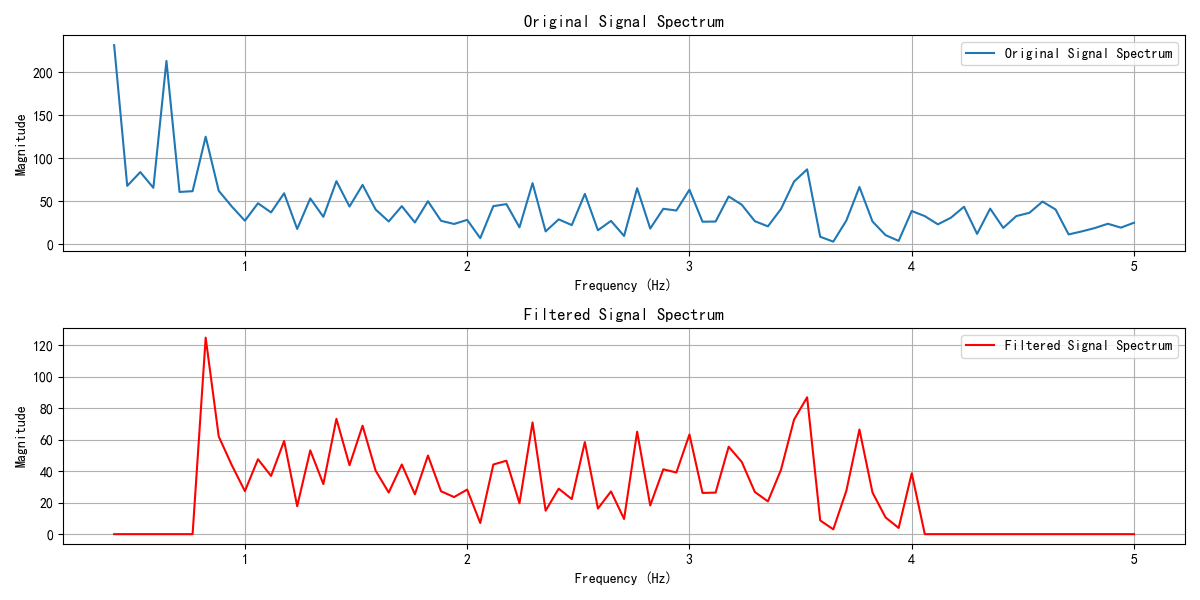 Original Signal Spectrum
Original Signal Spectrum
Magnitude
200
150
100
50
0
1 2 3 4 5
Frequency (Hz)
Filtered Signal Spectrum
Filtered Signal Spectrum
Magnitude
120
100
80
60
40
20
0
1 2 3 4 5
Frequency (Hz)